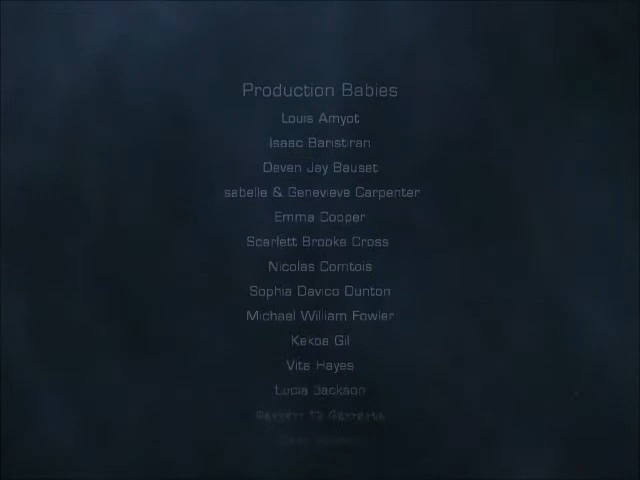 Production Babies
Louis Amyot
Isaac Baristiran
Deven Jay Bauset
sabelle & Genevieve Carpenter
Emma Cooper
Scarlett Brooke Cross
Nicolas Comtois
Sophia Davico Dunton
Michael William Fowler
Kekoa Gil
Vita Hayes
Lucia Jackson